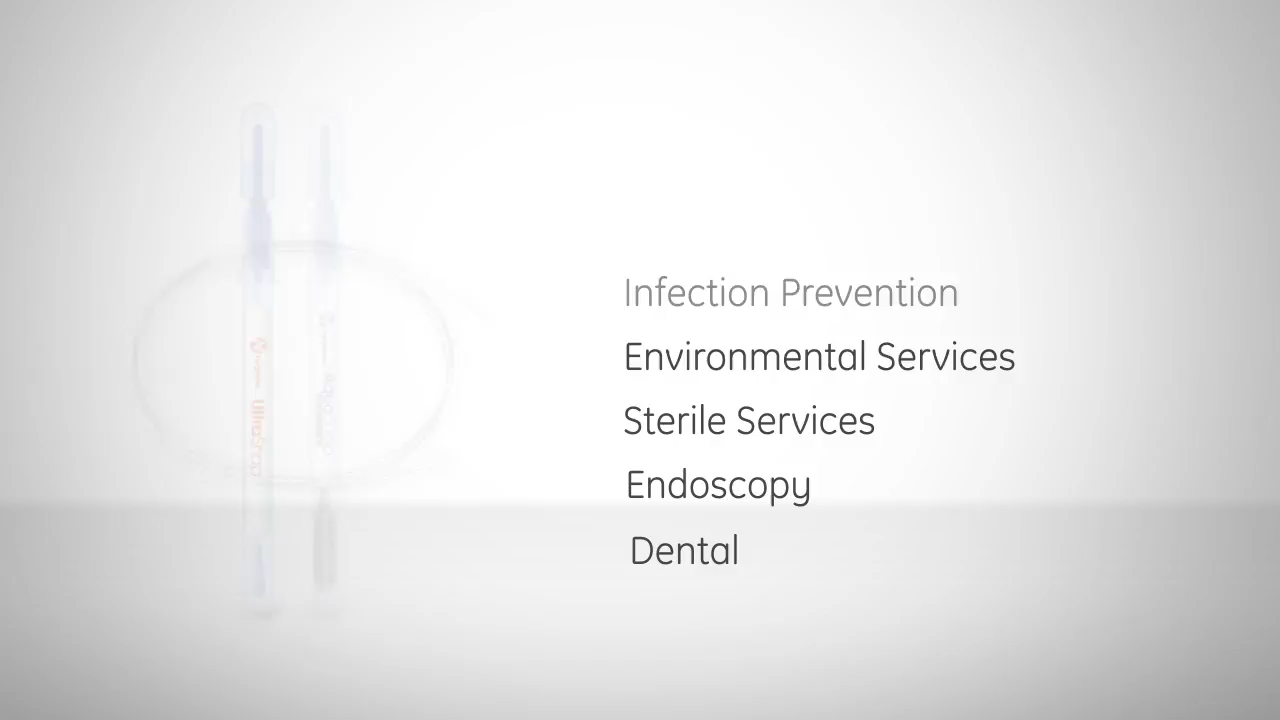 Infection Prevention
Environmental Services
Sterile Services
Endoscopy
Dental